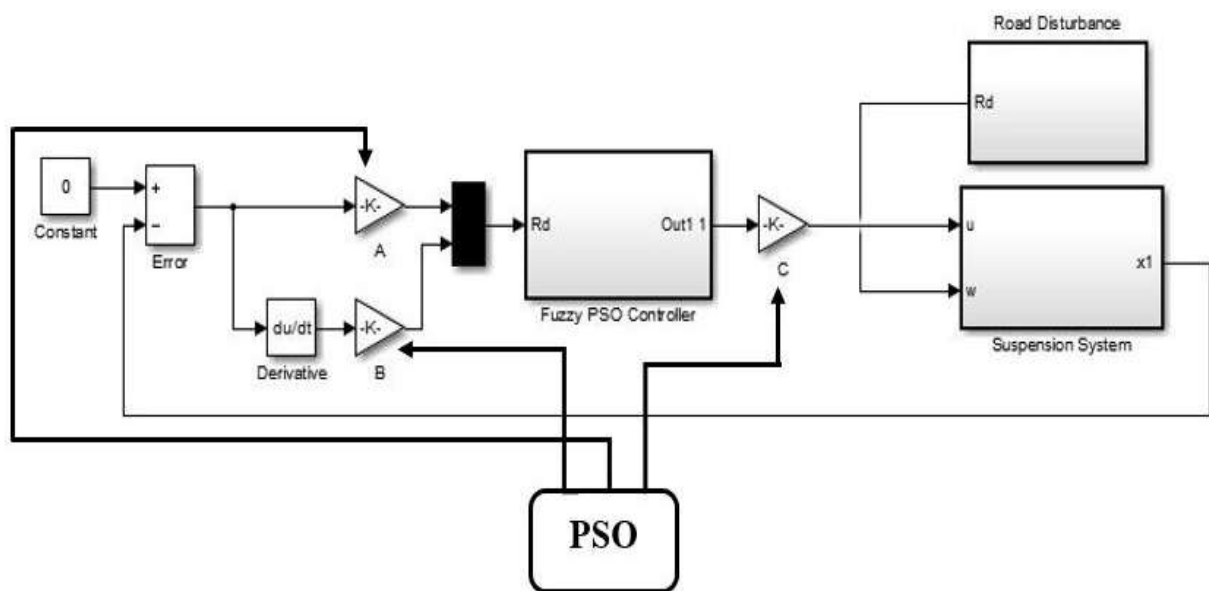 Road Disturbance
Rd
0
Constant
+
−
Error
-K-
A
du/dt
Derivative
-K-
B
Rd
Out1 1
Fuzzy PSO Controller
-K-
C
u
w
x1
Suspension System
PSO